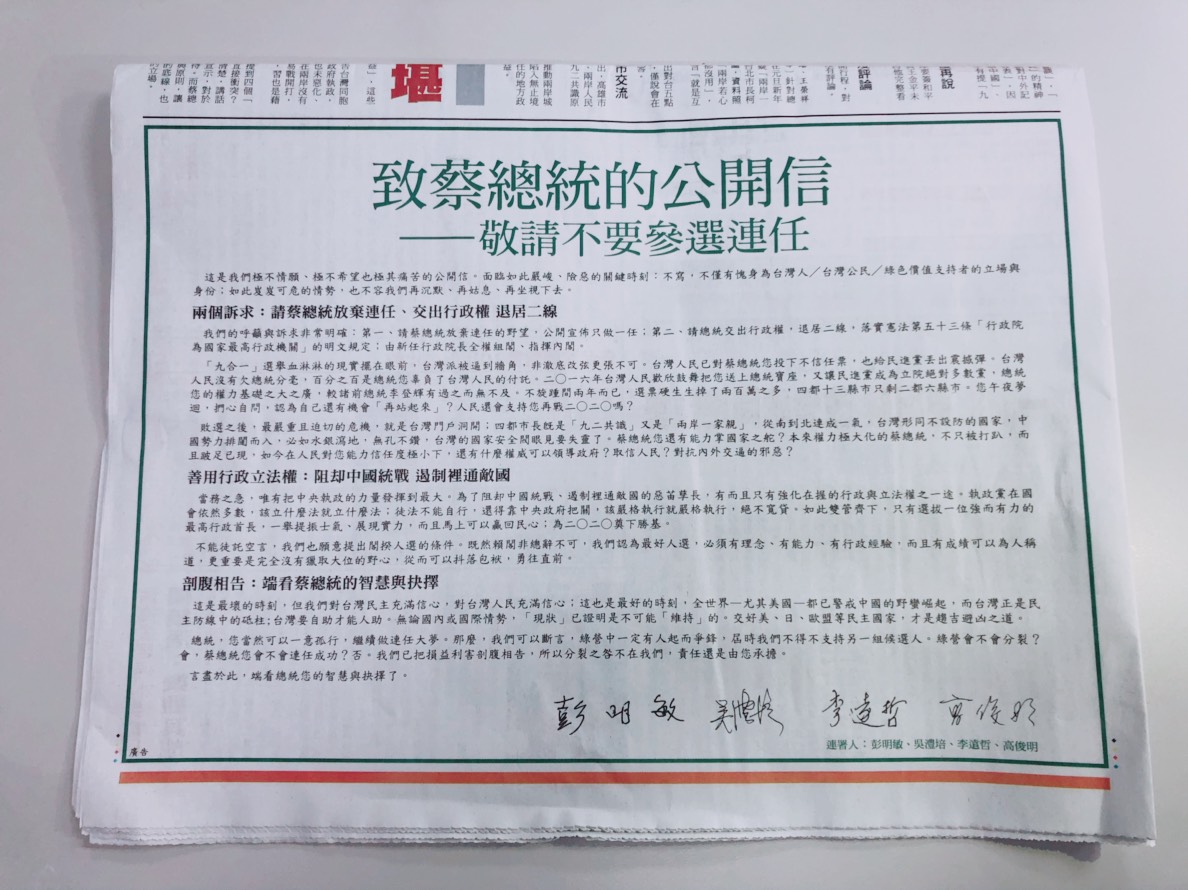 致蔡總統的公開信
──敬請不要參選連任
這是我們極不情願、極不希望也極其痛苦的公開信。面臨如此嚴峻、險惡的關鍵時刻：不寫，不僅有愧身為台灣人／台灣公民／綠色價值支持者的立場與
身份；如此岌岌可危的情勢，也不容我們再沉默、再姑息、再坐視下去。
兩個訴求：請蔡總統放棄連任、交出行政權 退居二線
我們的呼籲與訴求非常明確：第一、請蔡總統放棄連任的野望，公開宣佈只做一任；第二、請總統交出行政權，退居二線，落實憲法第五十三條「行政院
為國家最高行政機關」的明文規定；由新任行政院長全權組閣、指揮內閣。
「九合一」選舉血淋淋的現實擺在眼前，台灣派被逼到牆角，非澈底改弦更張不可。台灣人民已對蔡總統您投下不信任票，也給民進黨丟出震撼彈。台灣
人民沒有欠總統分毫，百分之百是總統您辜負了台灣人民的付託。二〇一六年台灣人民歡欣鼓舞把您送上總統寶座，又讓民進黨成為立院絕對多數黨，總統
您的權力基礎之大之廣，較諸前總統李登輝有過之而無不及。不旋踵間兩年而已，選票硬生生掉了兩百萬之多，四都十三縣市只剩二都六縣市。您午夜夢
迴，捫心自問，認為自己還有機會「再站起來」？人民還會支持您再戰二〇二〇嗎？
敗選之後，最嚴重且迫切的危機，就是台灣門戶洞開；四都市長既是「九二共識」又是「兩岸一家親」，從南到北連成一氣，台灣形同不設防的國家，中
國勢力排闥而入，必如水銀瀉地，無孔不鑽，台灣的國家安全閥眼見要失靈了。蔡總統您還有能力掌國家之舵？本來權力極大化的蔡總統，不只被打趴，而
且跛足已現，如今在人民對您能力信任度極小下，還有什麼權威可以領導政府？取信人民？對抗內外交逼的邪惡？
善用行政立法權：阻却中國統戰 遏制裡通敵國
當務之急，唯有把中央執政的力量發揮到最大。為了阻却中國統戰、遏制裡通敵國的惡笛草長，有而且只有強化在握的行政與立法權之一途。執政黨在國
會依然多數，該立什麼法就立什麼法；徒法不能自行，還得靠中央政府把關，該嚴格執行就嚴格執行，絕不寬貸。如此雙管齊下，只有選拔一位強而有力的
最高行政首長，一舉提振士氣、展現實力，而且馬上可以贏回民心；為二〇二〇奠下勝基。
不能徒託空言，我們也願意提出閣揆人選的條件。既然賴閣非總辭不可，我們認為最好人選，必須有理念、有能力、有行政經驗，而且有成績可以為人稱
道，更重要是完全沒有獵取大位的野心，從而可以抖落包袱，勇往直前。
剖腹相告：端看蔡總統的智慧與抉擇
這是最壞的時刻，但我們對台灣民主充滿信心，對台灣人民充滿信心；這也是最好的時刻，全世界─尤其美國─都已警戒中國的野蠻崛起，而台灣正是民
主防線中的砥柱；台灣要自助才能人助。無論國內或國際情勢，「現狀」已證明是不可能「維持」的。交好美、日、歐盟等民主國家，才是趨吉避凶之道。
總統，您當然可以一意孤行，繼續做連任大夢。那麼，我們可以斷言，綠營中一定有人起而爭鋒，屆時我們不得不支持另一組候選人。綠營會不會分裂？
會。蔡總統您會不會連任成功？否。我們已把損益利害剖腹相告，所以分裂之咎不在我們，責任還是由您承擔。
言盡於此，端看總統您的智慧與抉擇了。
彭明敏 吳澧培 李遠哲 高俊明
連署人：彭明敏、吳澧培、李遠哲、高俊明
廣告